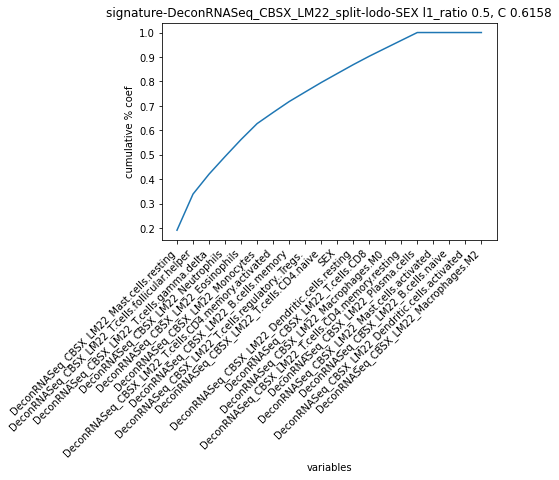 signature-DeconRNASeq_CBSX_LM22_split-lodo-SEX l1_ratio 0.5, C 0.6158
cumulative % coef
1.0
0.9
0.8
0.7
0.6
0.5
0.4
0.3
0.2
DeconRNASeq_CBSX_LM22_Mast.cells.resting
DeconRNASeq_CBSX_LM22_T.cells.follicular.helper
DeconRNASeq_CBSX_LM22_T.cells.gamma.delta
DeconRNASeq_CBSX_LM22_Neutrophils
DeconRNASeq_CBSX_LM22_Eosinophils
DeconRNASeq_CBSX_LM22_Monocytes
DeconRNASeq_CBSX_LM22_T.cells.CD4.memory.activated
DeconRNASeq_CBSX_LM22_B.cells.memory
DeconRNASeq_CBSX_LM22_T.cells.regulatory..Tregs.
DeconRNASeq_CBSX_LM22_T.cells.CD4.naive
SEX
DeconRNASeq_CBSX_LM22_Dendritic.cells.resting
DeconRNASeq_CBSX_LM22_T.cells.CD8
DeconRNASeq_CBSX_LM22_Macrophages.M0
DeconRNASeq_CBSX_LM22_T.cells.CD4.memory.resting
DeconRNASeq_CBSX_LM22_Plasma.cells
DeconRNASeq_CBSX_LM22_Mast.cells.activated
DeconRNASeq_CBSX_LM22_B.cells.naive
DeconRNASeq_CBSX_LM22_Dendritic.cells.activated
DeconRNASeq_CBSX_LM22_Macrophages.M2
variables